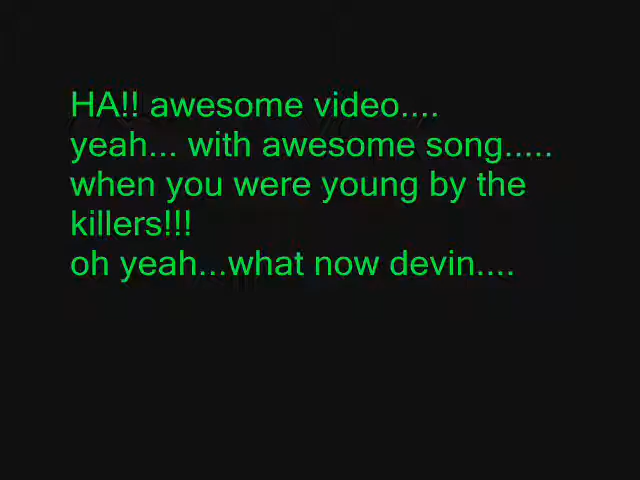 HA!! awesome video....
yeah... with awesome song.....
when you were young by the
killers!!!
oh yeah...what now devin....